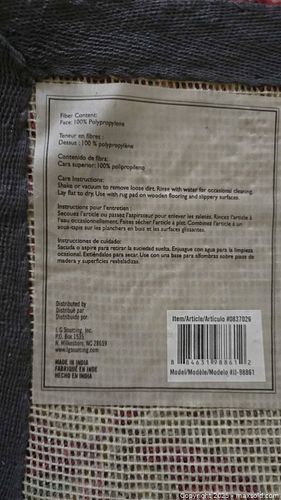 Fiber Content:
Face: 100% Polypropylene
Teneur en fibres :
Dessus : 100 % polypropylène
Contenido de fibra:
Cara superior: 100% polipropileno
Care Instructions:
Shake or vacuum to remove loose dirt. Rinse with water for occasional cleaning.
Lay flat to dry. Use with rug pad on wooden flooring and slippery surfaces.
Instructions pour l'entretien :
Secouez l'article ou passez l'aspirateur pour enlever les saletés. Rincez l'article à
l'eau occasionnellement. Faites sécher l'article à plat. Combinez l'article à un
sous-tapis sur les planchers en bois et les surfaces glissantes.
Instrucciones de cuidado:
Sacuda o aspire para retirar la suciedad suelta. Enjuague con agua para la limpieza
ocasional. Extiéndalos para secar. Use con una base para alfombras sobre pisos de
madera y superficies resbaladizas.
Distributed by
Distribué par
Distribuido por:
L G Sourcing, Inc.
P.O. Box 1535
N. Wilkesboro, NC 28659
www.lgsourcing.com
MADE IN INDIA
FABRIQUÉ EN INDE
HECHO EN INDIA
Item/Article/Artículo #0837026
8 84631 98861 2
Model/Modèle/Modelo #II-98861
Copyright 2025 • maxsold.com